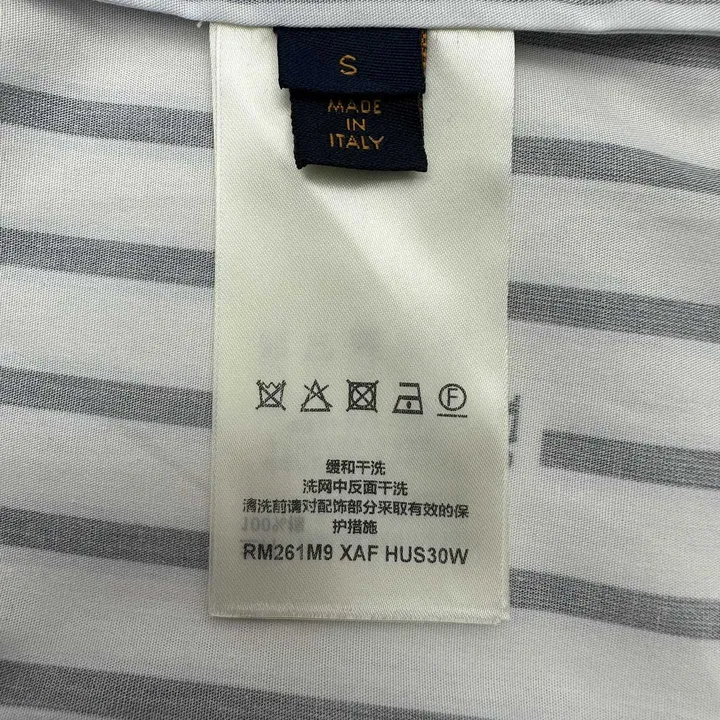 S
MADE
IN
ITALY
F
缓和干洗
洗网中反面干洗
清洗前请对配饰部分采取有效的保
护措施
RM261M9 XAF HUS30W